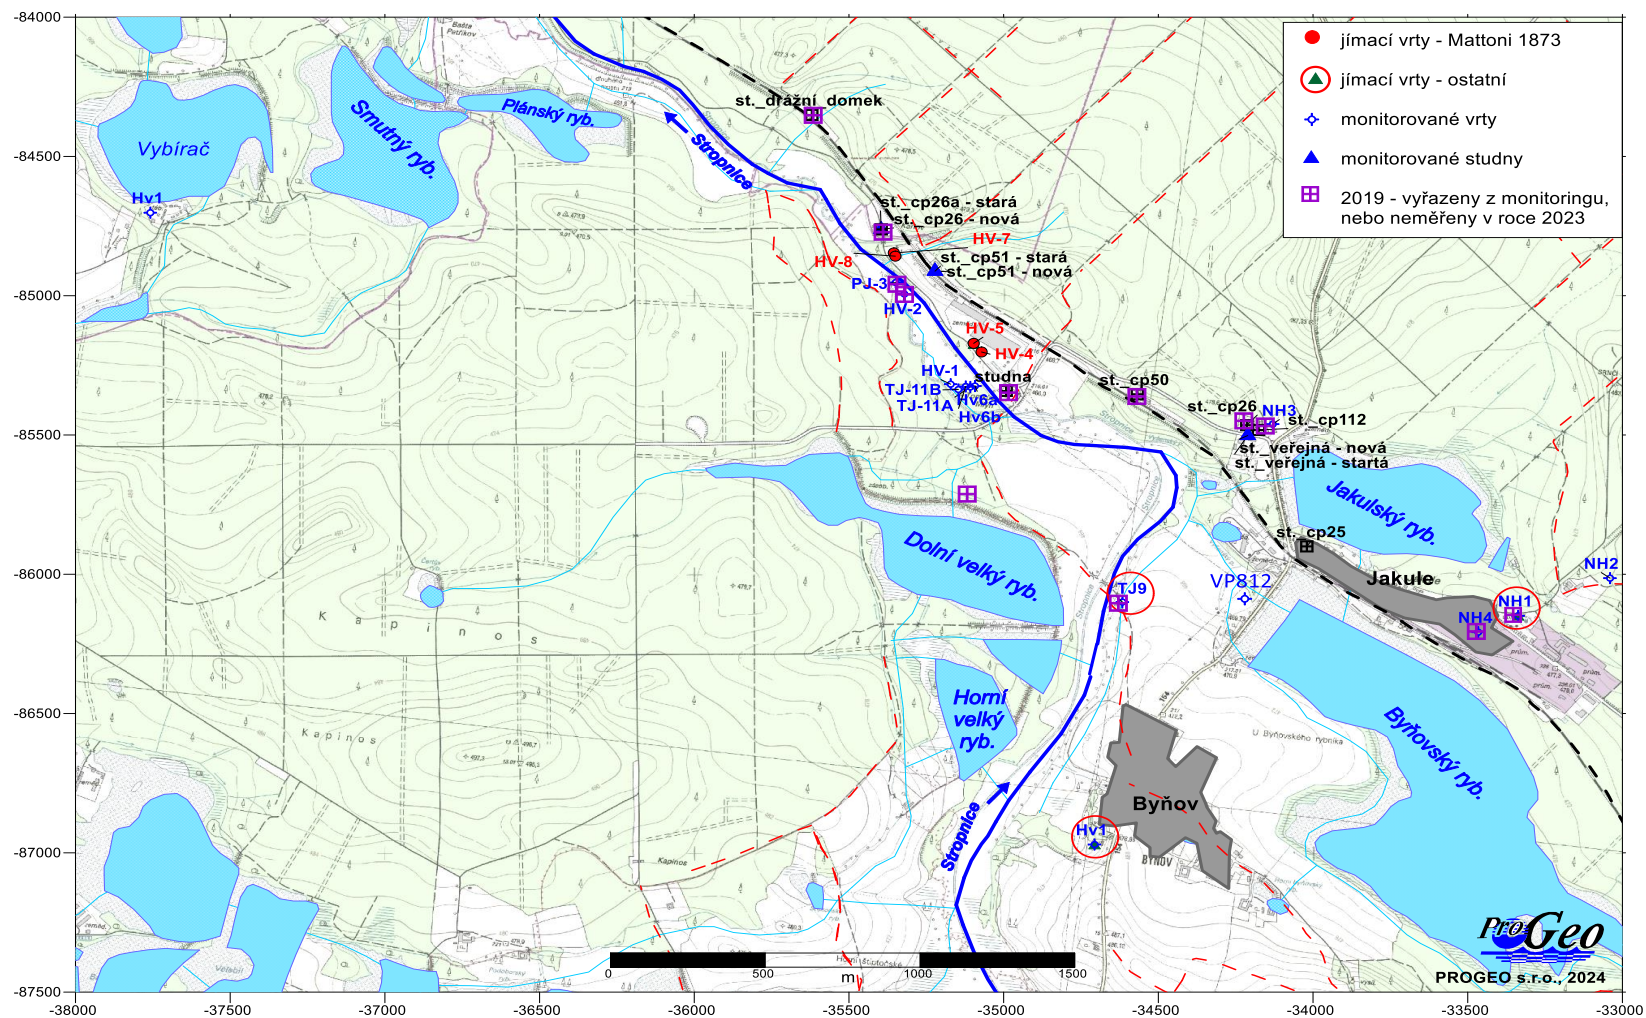 -84000
-84500
-85000
-85500
-86000
-86500
-87000
-87500
-38000
-37500
-37000
-36500
-36000
-35500
-35000
-34500
-34000
-33500
-33000
jímací vrty - Mattoni 1873
jímací vrty - ostatní
monitorované vrty
monitorované studny
2019 - vyřazeny z monitoringu,
nebo neměřeny v roce 2023
Vybírač
Hv1
Smutný ryb.
Plánský ryb.
Stropnice
st._drážní_domek
st._cp26a - stará
st._cp26 - nová
HV-7
HV-8
st._cp51 - stará
st._cp51 - nová
PJ-3
HV-2
HV-5
HV-4
HV-1
studna
TJ-11B
TJ-11A
Hv6a
Hv6b
st._cp50
st._cp26
NH3
st._cp112
st._veřejná - nová
st._veřejná - startá
Jakulský ryb.
st._cp25
Jakule
NH2
NH1
NH4
VP812
TJ9
Dolní velký ryb.
Horní
velký
ryb.
Kapinos
Kapinos
Kapinos
Byňovský ryb.
U Byňovského rybníka
Byňov
BYŇOV
Hv1
Stropnice
0
500
1000
1500
m
ProGeo
PROGEO s.r.o., 2024